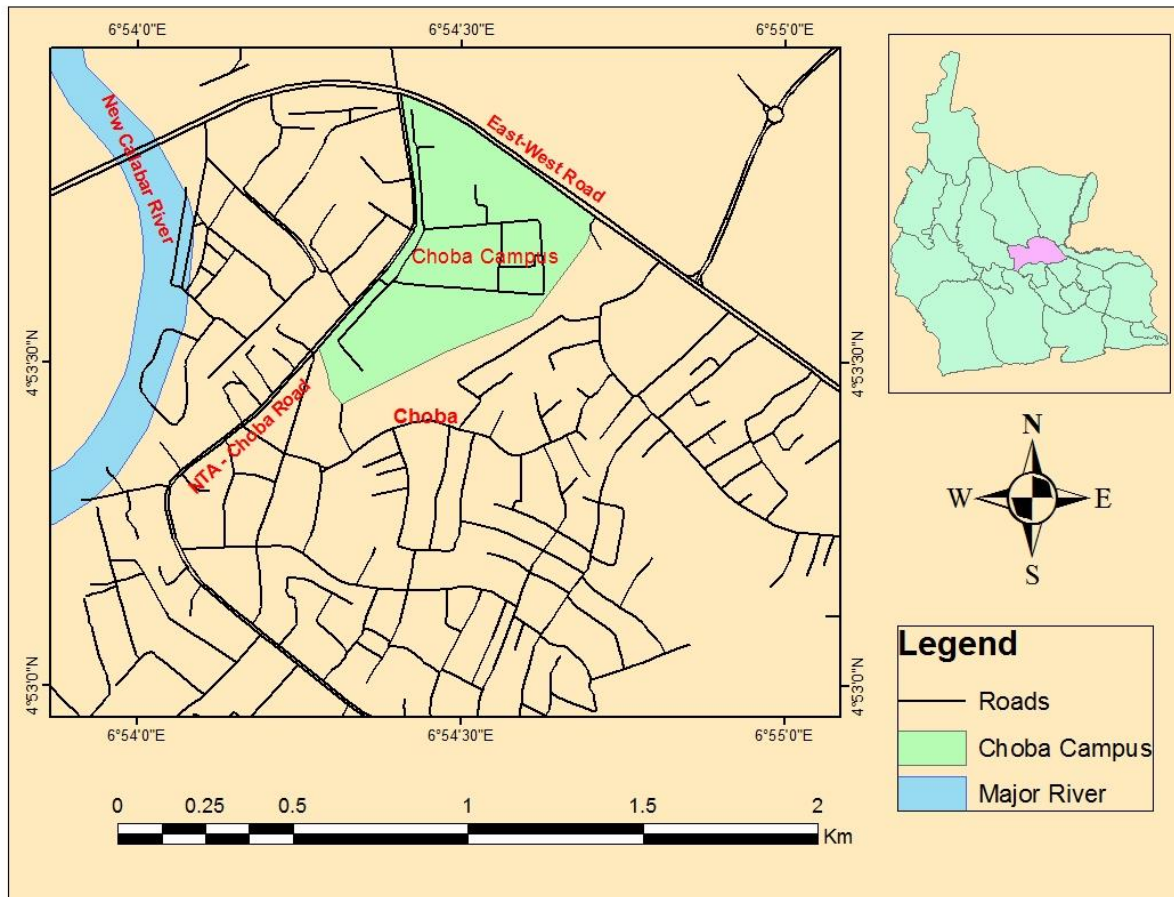 6°54'0"E
6°54'30"E
6°55'0"E
New Calabar River
East-West Road
Choba Campus
4°53'30"N
4°53'30"N
NTA - Choba Road
Choba
N
W
E
S
4°53'0"N
4°53'0"N
6°54'0"E
6°54'30"E
6°55'0"E
Legend
Roads
Choba Campus
Major River
0 0.25 0.5 1 1.5 2
Km